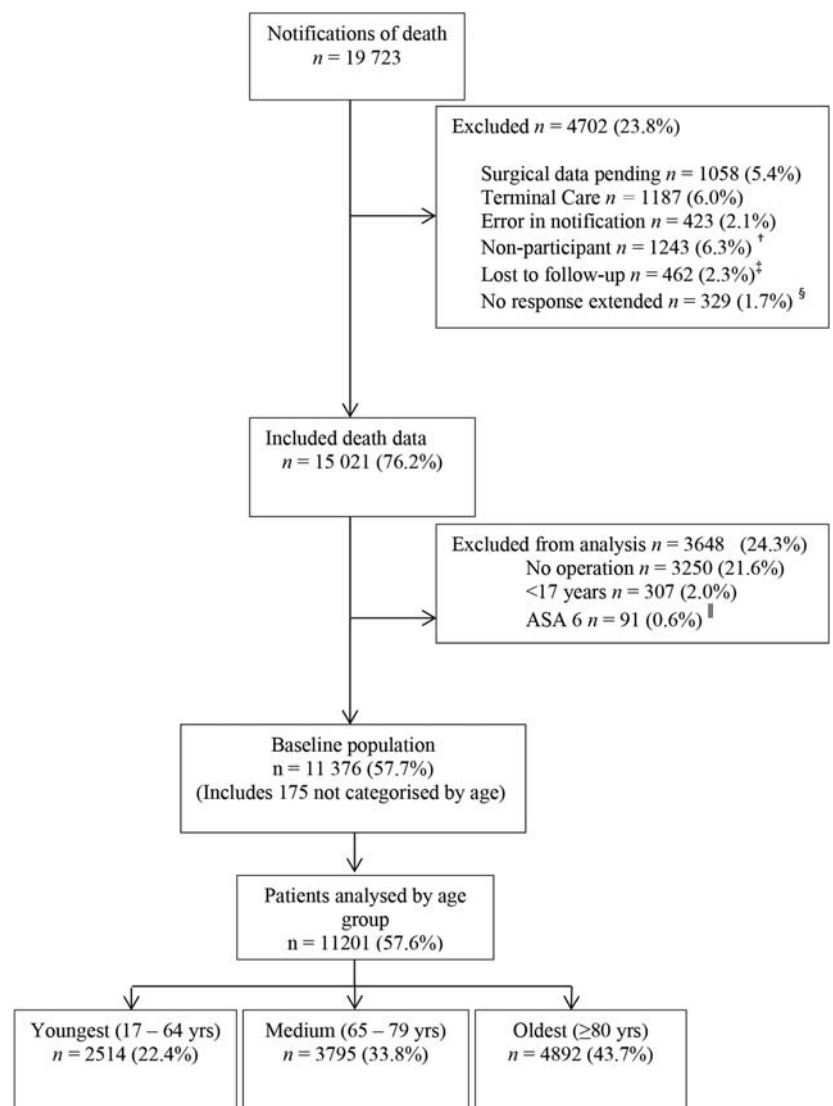 Notifications of death
n = 19 723
Excluded n = 4702 (23.8%)
Surgical data pending n = 1058 (5.4%)
Terminal Care n = 1187 (6.0%)
Error in notification n = 423 (2.1%)
Non-participant n = 1243 (6.3%) †
Lost to follow-up n = 462 (2.3%)‡
No response extended n = 329 (1.7%) §
Included death data
n = 15 021 (76.2%)
Excluded from analysis n = 3648 (24.3%)
No operation n = 3250 (21.6%)
<17 years n = 307 (2.0%)
ASA 6 n = 91 (0.6%) ‖
Baseline population
n = 11 376 (57.7%)
(Includes 175 not categorised by age)
Patients analysed by age
group
n = 11201 (57.6%)
Youngest (17 – 64 yrs)
n = 2514 (22.4%)
Medium (65 – 79 yrs)
n = 3795 (33.8%)
Oldest (≥80 yrs)
n = 4892 (43.7%)